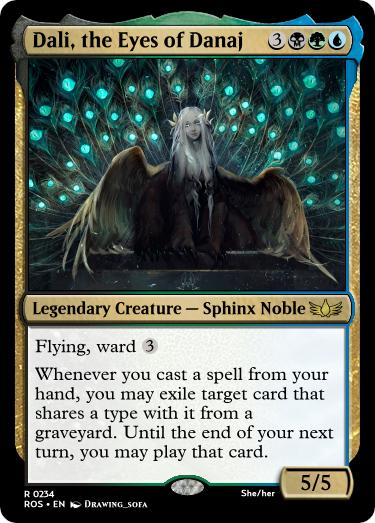 Dali, the Eyes of Danaj 3
Legendary Creature — Sphinx Noble
Flying, ward 3
Whenever you cast a spell from your
hand, you may exile target card that
shares a type with it from a
graveyard. Until the end of your next
turn, you may play that card.
5/5
R 0234
ROS • EN Drawing_sofa
She/her